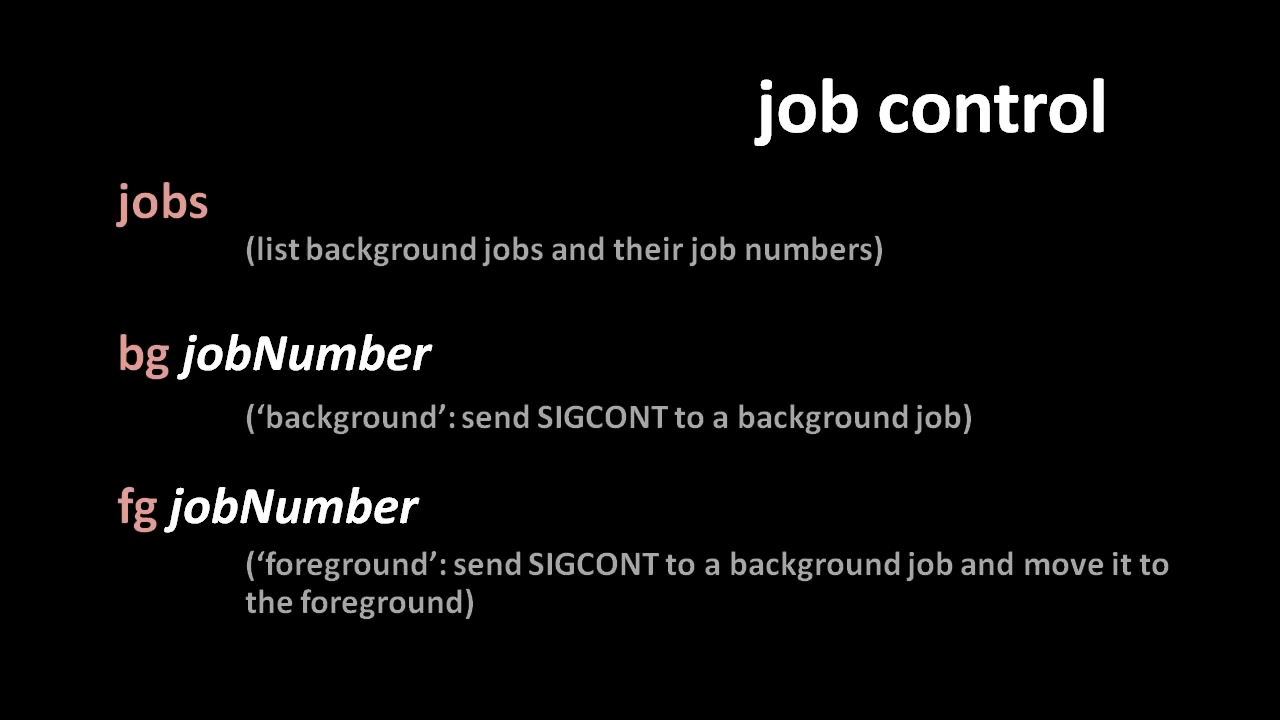 job control
jobs
(list background jobs and their job numbers)
bg jobNumber
(‘background’: send SIGCONT to a background job)
fg jobNumber
(‘foreground’: send SIGCONT to a background job and move it to
the foreground)